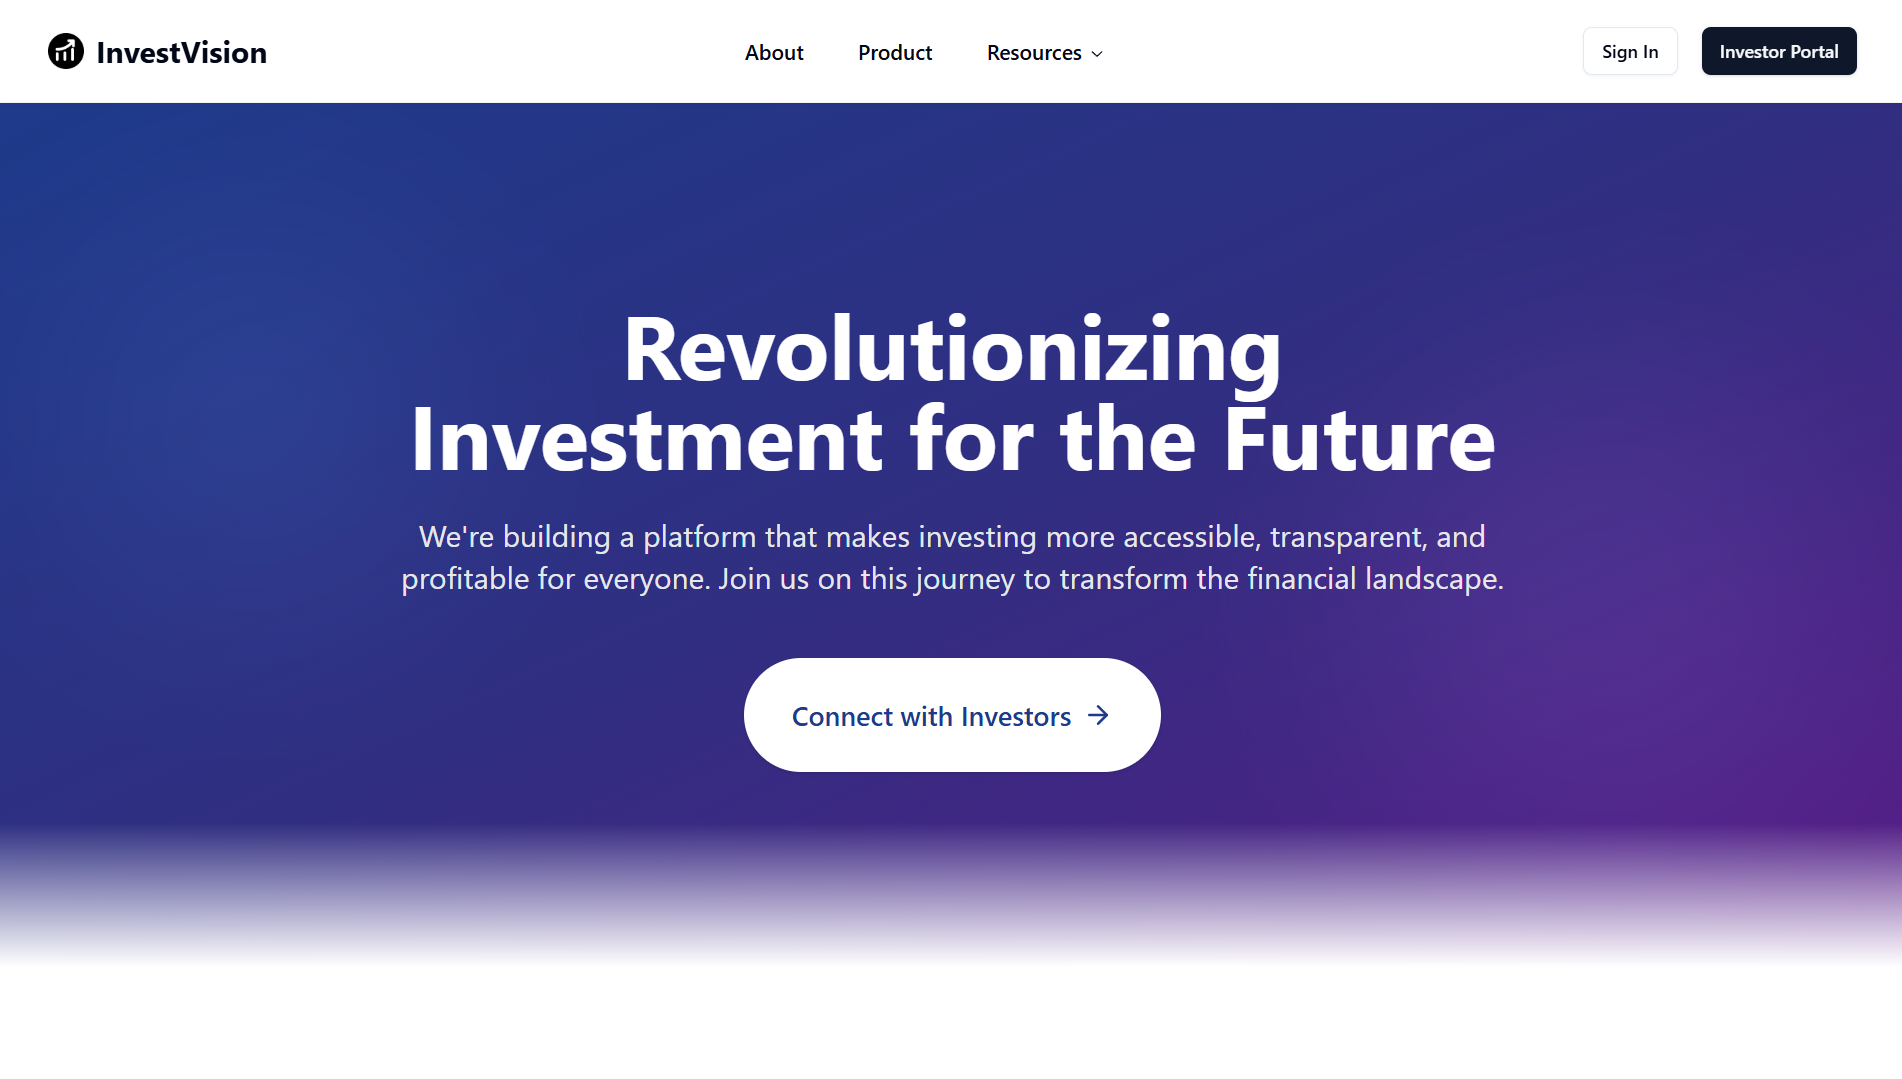 InvestVision
About
Product
Resources
Sign In
Investor Portal
Revolutionizing
Investment for the Future
We're building a platform that makes investing more accessible, transparent, and
profitable for everyone. Join us on this journey to transform the financial landscape.
Connect with Investors